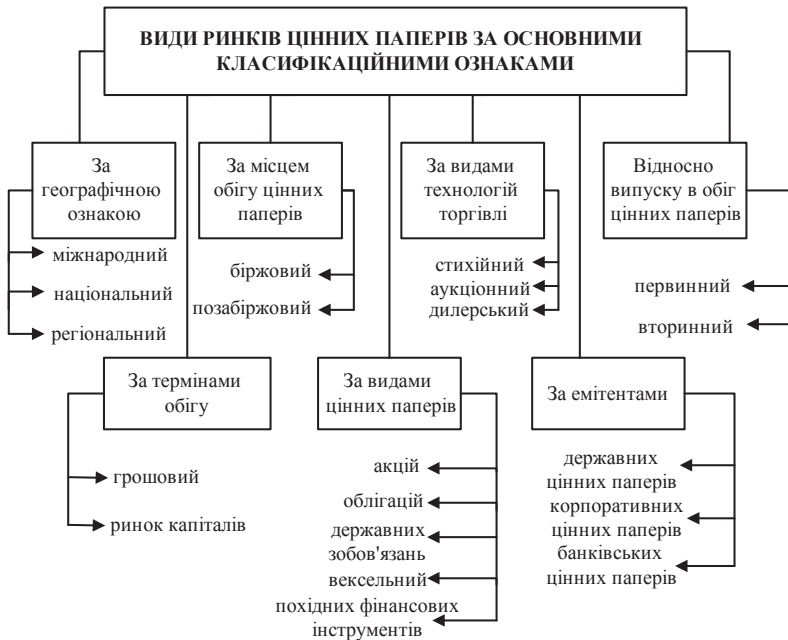 ВИДИ РИНКІВ ЦІННИХ ПАПЕРІВ ЗА ОСНОВНИМИ
КЛАСИФІКАЦІЙНИМИ ОЗНАКАМИ
За
географічною
ознакою
міжнародний
національний
регіональний
За місцем
обігу цінних
паперів
біржовий
позабіржовий
За видами
технологій
торгівлі
стихійний
аукціонний
дилерський
Відносно
випуску в обіг
цінних паперів
первинний
вторинний
За термінами
обігу
грошовий
ринок капіталів
За видами
цінних паперів
акцій
облігацій
державних
зобов'язань
вексельний
похідних фінансових
інструментів
За емітентами
державних
цінних паперів
корпоративних
цінних паперів
банківських
цінних паперів